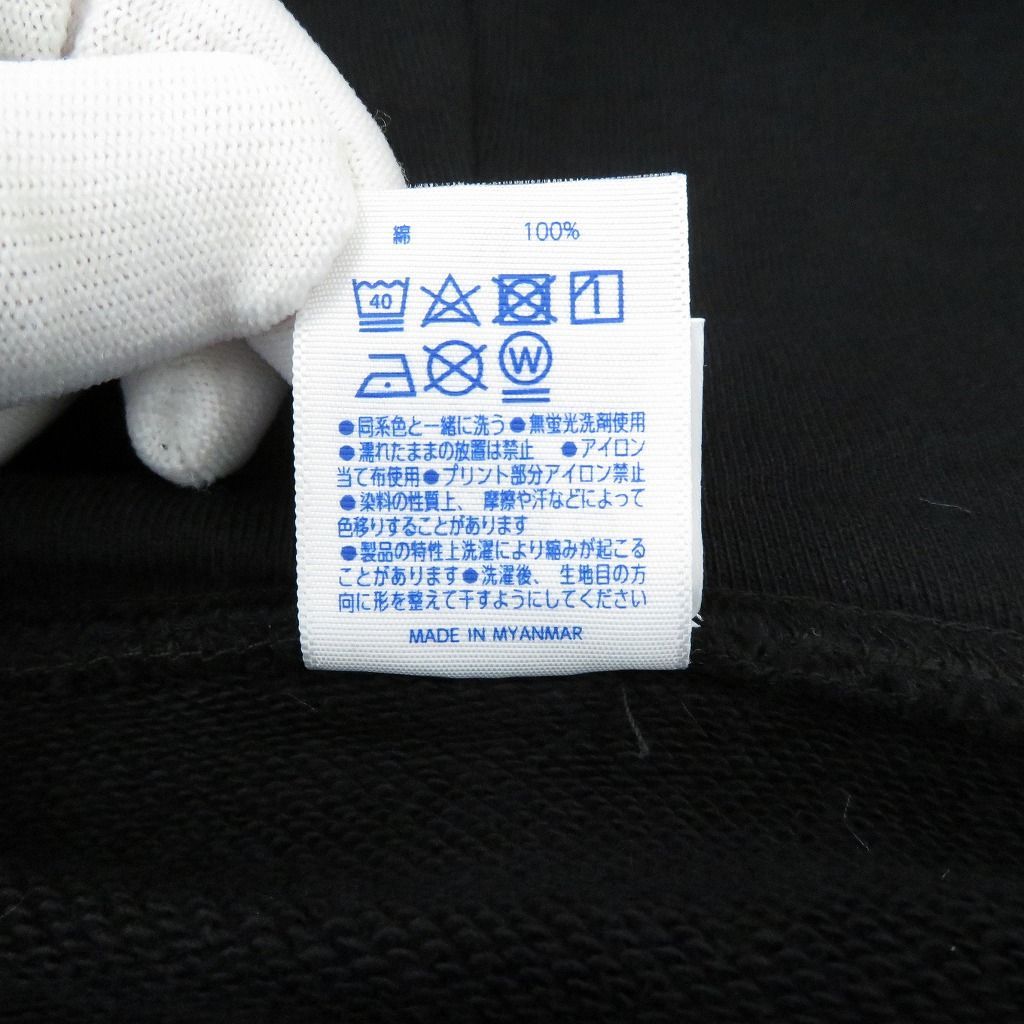 綿 100%
40
W
●同系色と一緒に洗う●無蛍光洗剤使用
●濡れたままの放置は禁止 ●アイロン
当て布使用●プリント部分アイロン禁止
●染料の性質上、 摩擦や汗などによって
色移りすることがあります
●製品の特性上洗濯により縮みが起こる
ことがあります●洗濯後、 生地目の方
向に形を整えて干すようにしてください
MADE IN MYANMAR